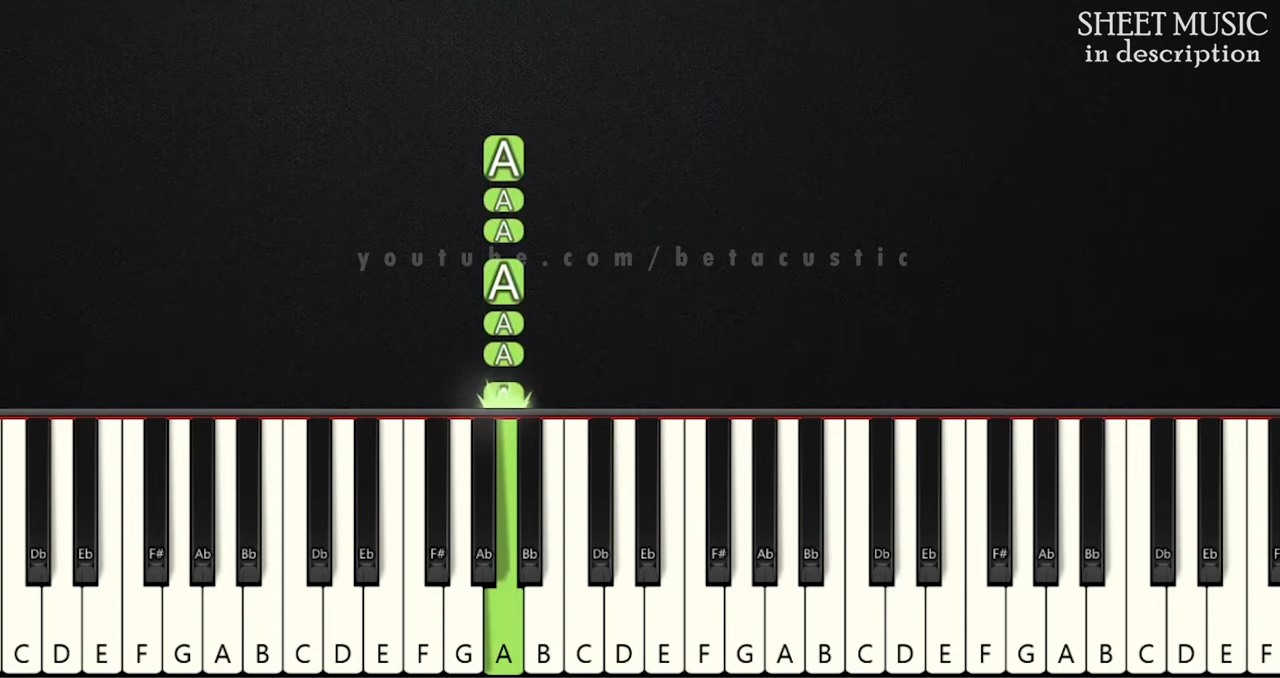 SHEET MUSIC
in description
A
A
A
youtube.com/betacustic
A
A
A
A
Db Eb F# Ab Bb Db Eb F# Ab Bb Db Eb F# Ab Bb Db Eb F# Ab Bb Db Eb F
C D E F G A B C D E F G A B C D E F G A B C D E F G A B C D E F